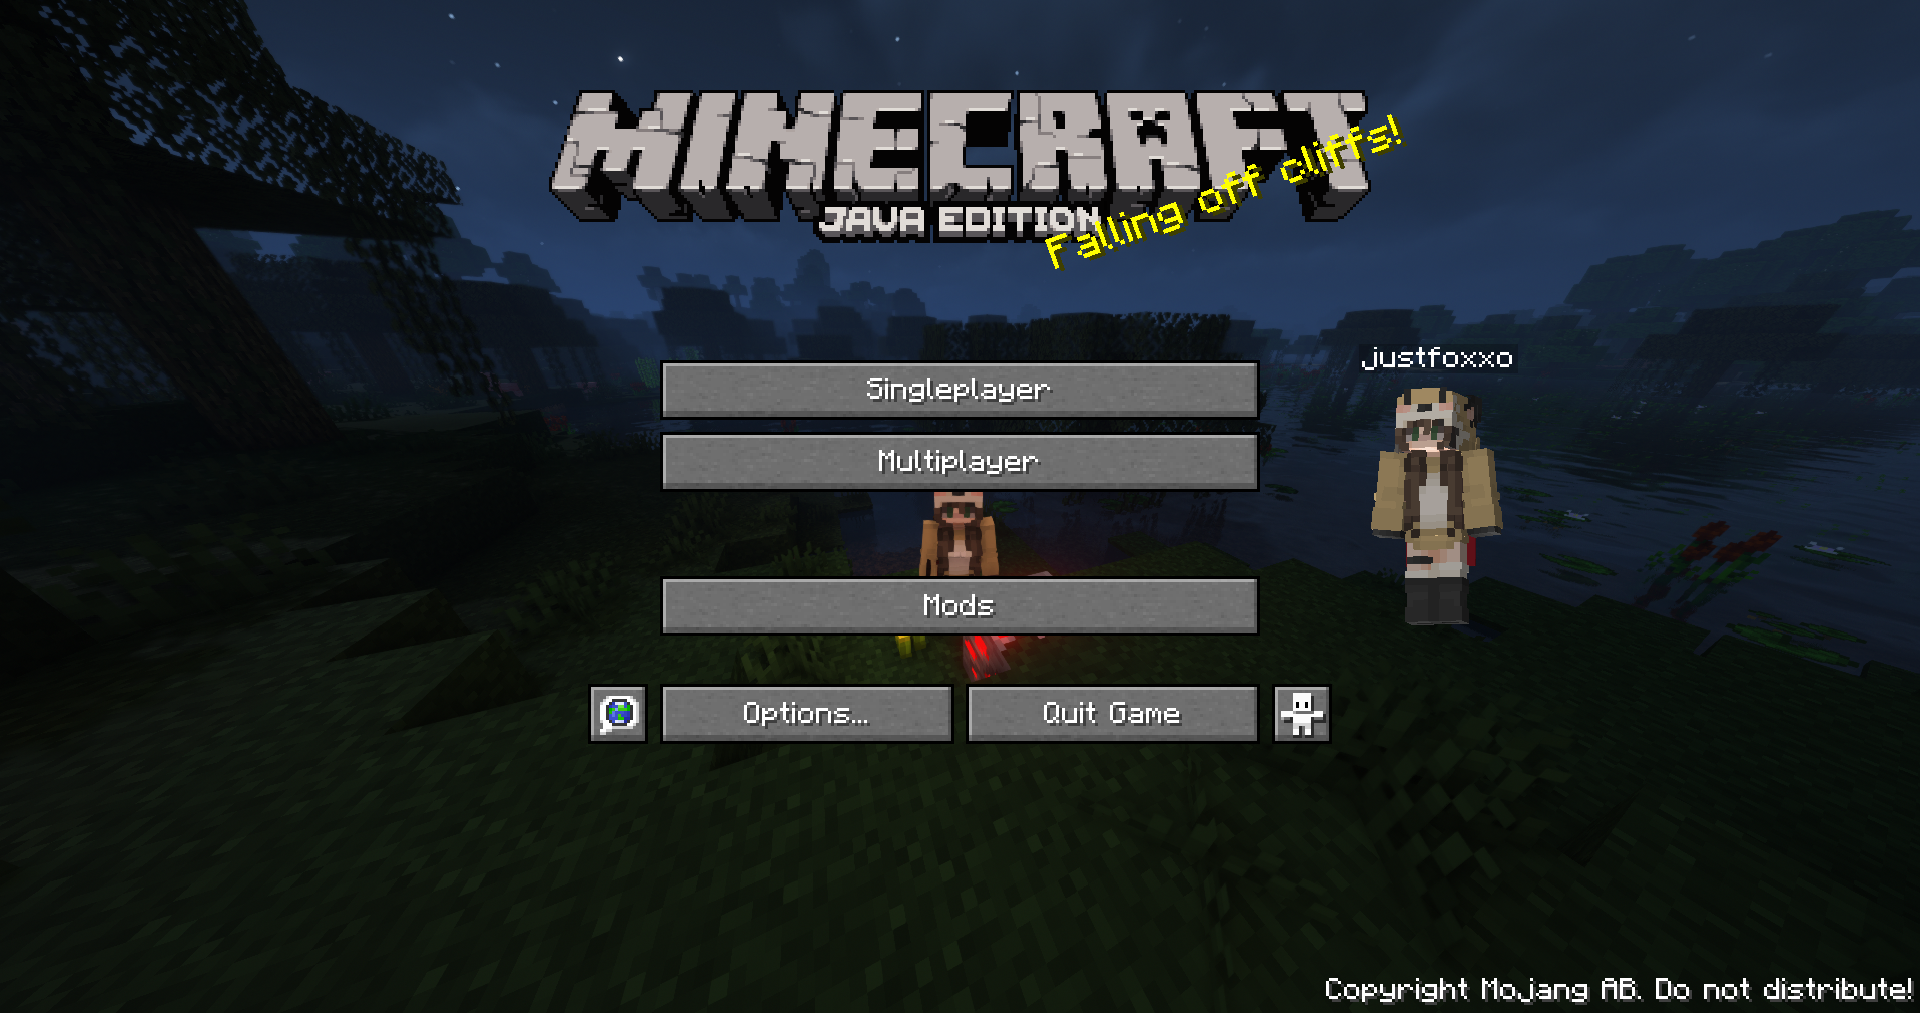 MINECRAFT
JAVA EDITION
Falling off cliffs!
justfoxxo
Singleplayer
Multiplayer
Mods
Options...
Quit Game
Copyright Mojang AB. Do not distribute!